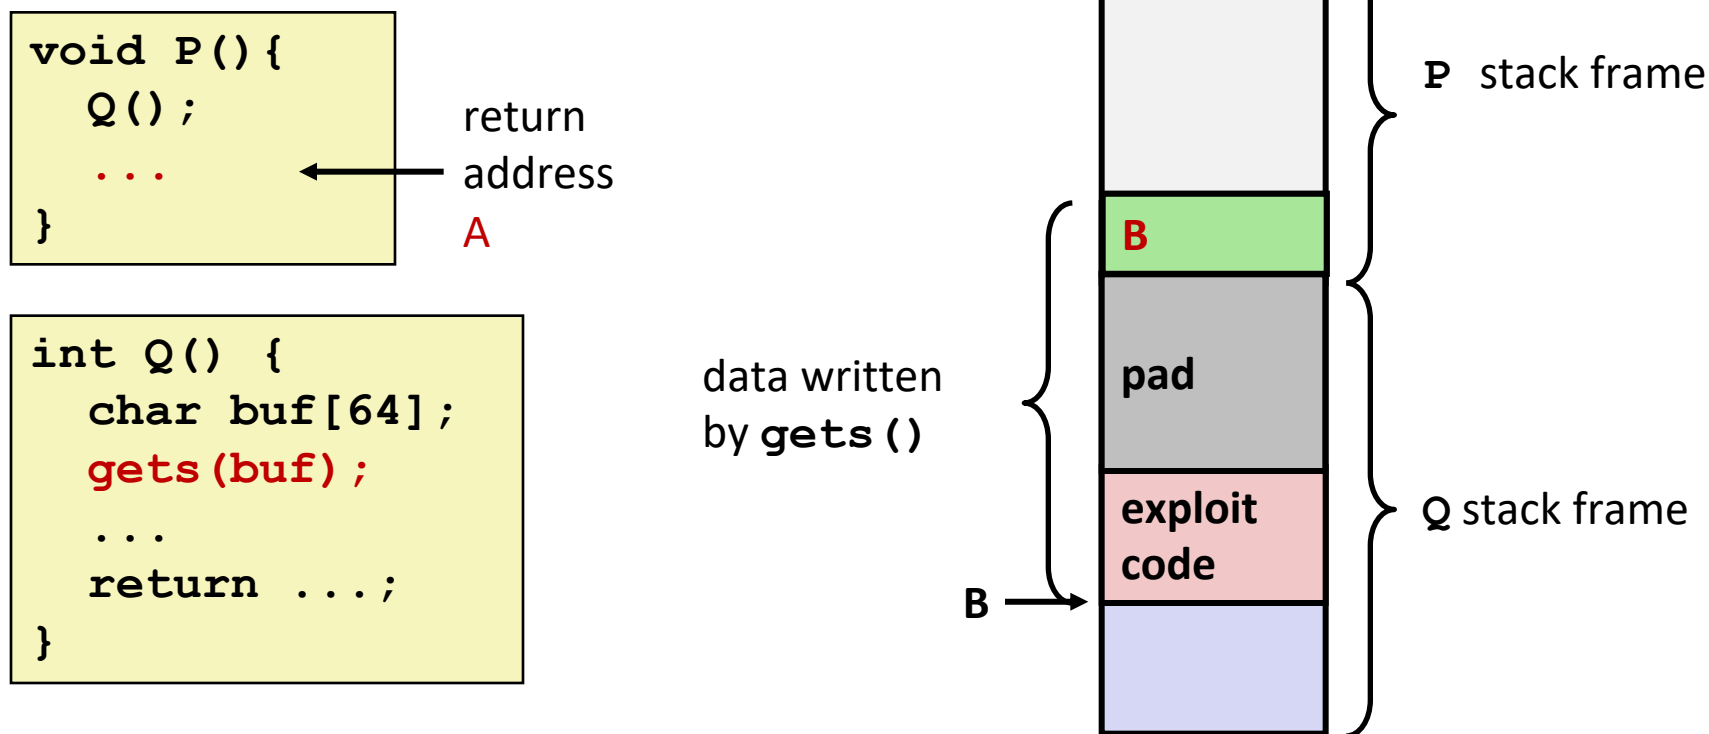 void P(){
  Q();
  ...
}
return
address
A
int Q() {
  char buf[64];
  gets(buf);
  ...
  return ...;
}
data written
by gets()
B
B
pad
exploit
code
P stack frame
Q stack frame